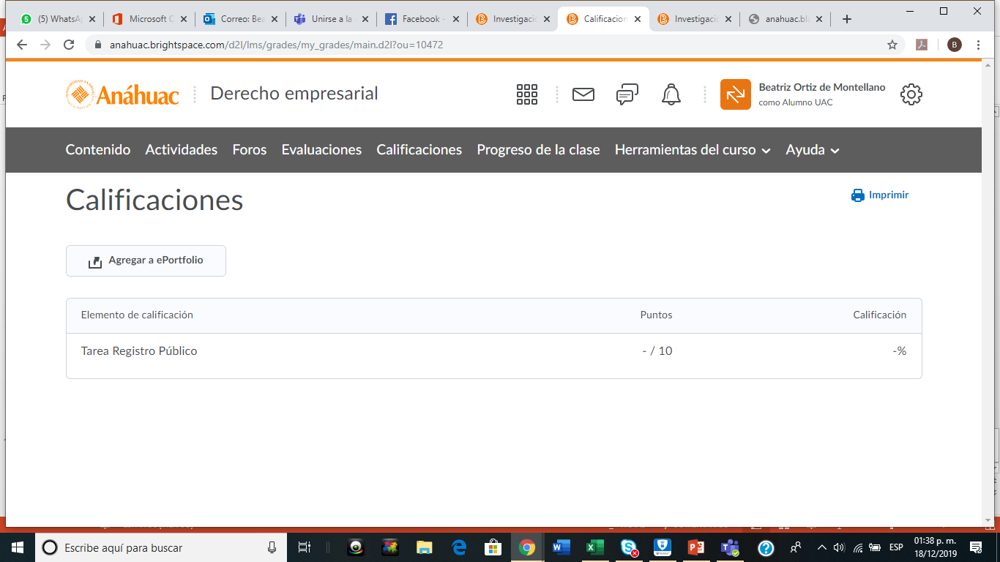 (5) WhatsA
Microsoft O
Correo: Bea
Unirse a la
Facebook -
Investigació
Calificacion
Investigació
anahuac.bla
anahuac.brightspace.com/d2l/lms/grades/my_grades/main.d2l?ou=10472
B
Anáhuac
Derecho empresarial
Beatriz Ortiz de Montellano
como Alumno UAC
Contenido Actividades Foros Evaluaciones Calificaciones Progreso de la clase Herramientas del curso Ayuda
Calificaciones
Imprimir
Agregar a ePortfolio
Elemento de calificación Puntos Calificación
Tarea Registro Público - / 10 -%
Escribe aquí para buscar
ESP
01:38 p. m.
18/12/2019